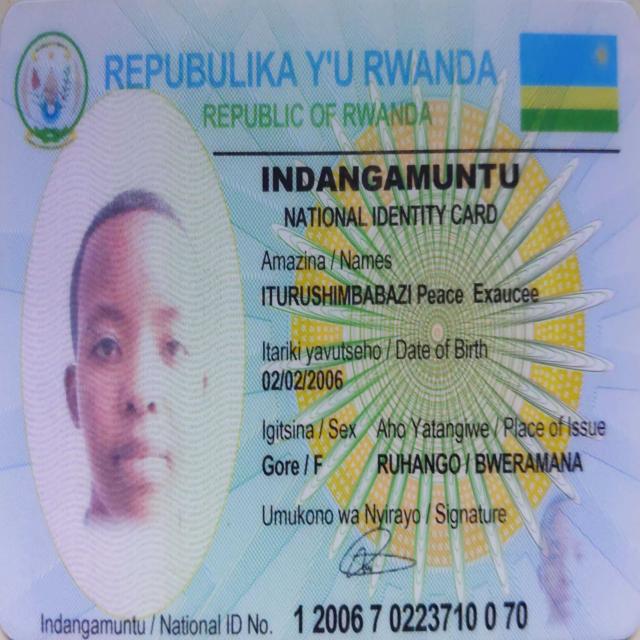 REPUBULIKA Y'U RWANDA
REPUBLIC OF RWANDA
INDANGAMUNTU
NATIONAL IDENTITY CARD
Amazina / Names
ITURUSHIMBABAZI Peace Exaucee
Itariki yavutseho / Date of Birth
02/02/2006
Igitsina / Sex Aho Yatangiwe / Place of Issue
Gore / F RUHANGO / BWERAMANA
Umukono wa Nyirayo / Signature
Indangamuntu / National ID No. 1 2006 7 0223710 0 70